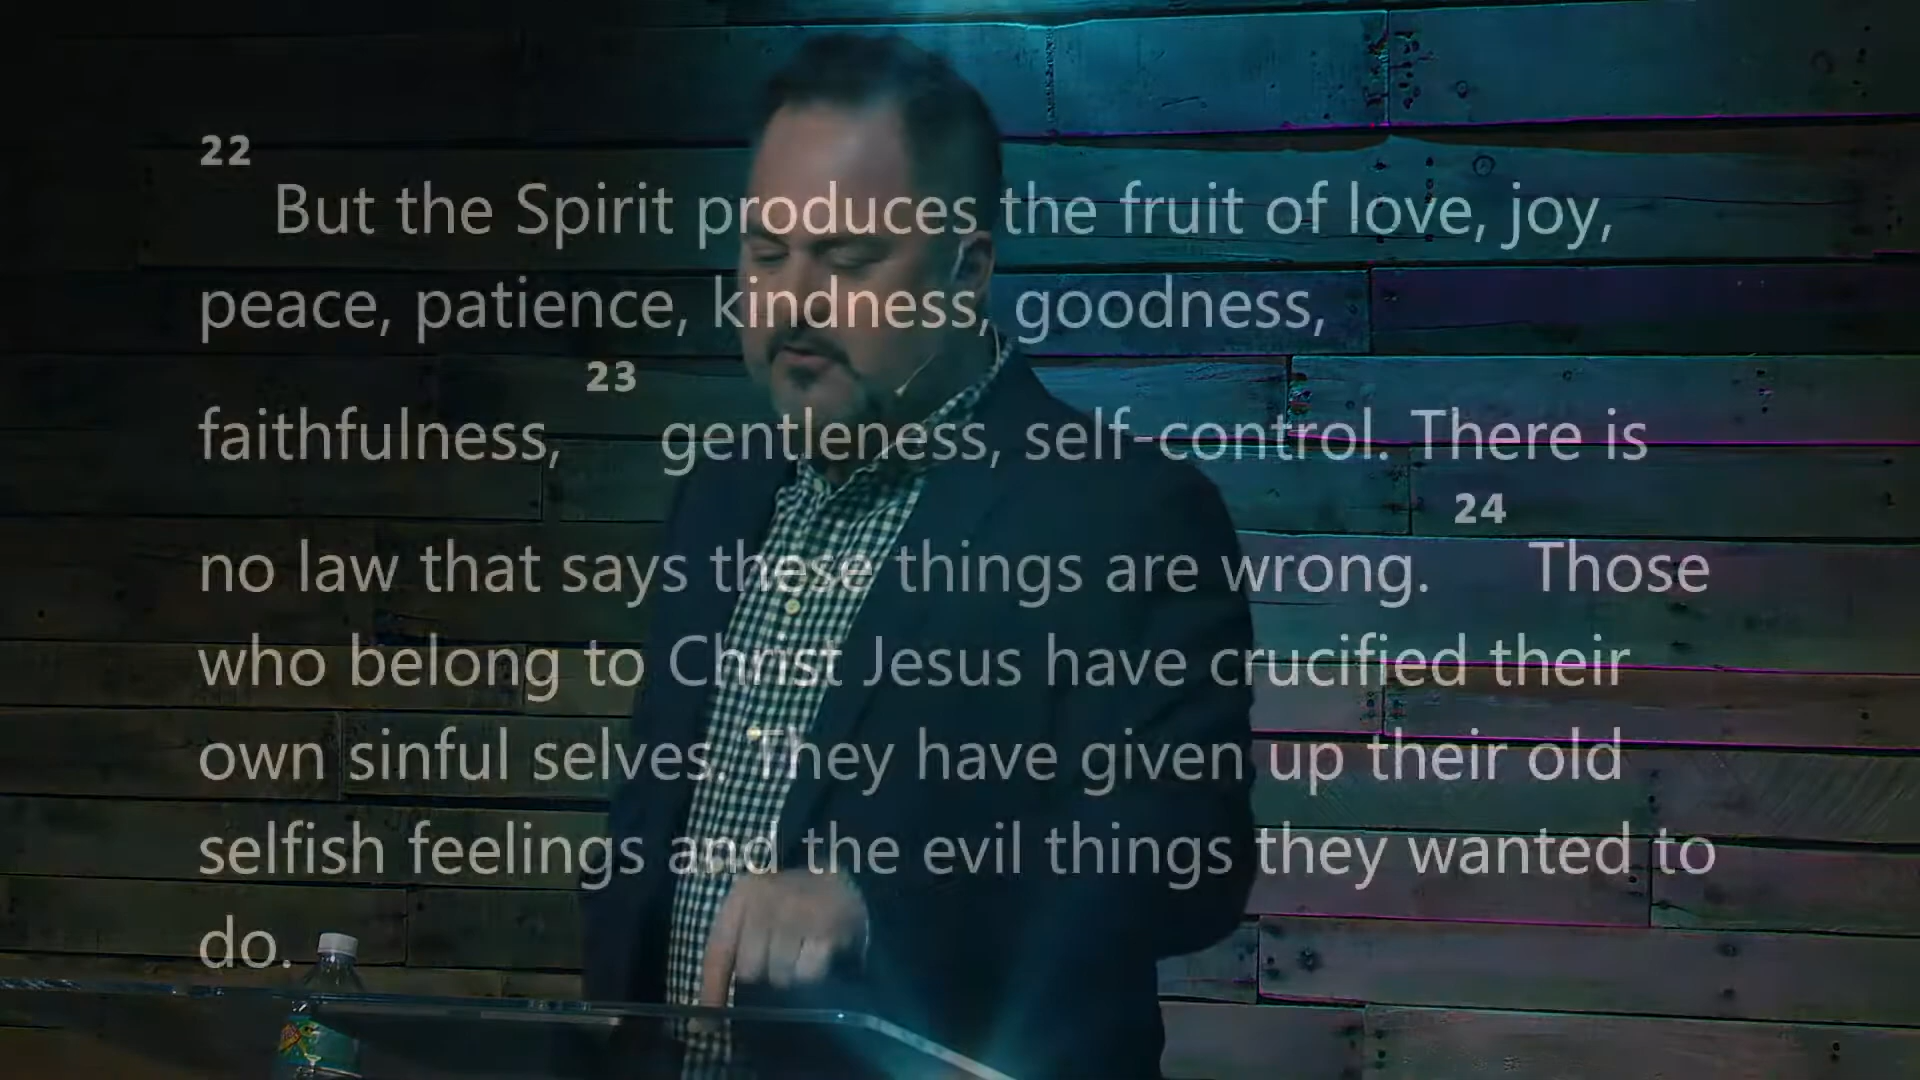 22
But the Spirit produces the fruit of love, joy,
peace, patience, kindness, goodness,
23
faithfulness, gentleness, self-control. There is
24
no law that says these things are wrong. Those
who belong to Christ Jesus have crucified their
own sinful selves. They have given up their old
selfish feelings and the evil things they wanted to
do.